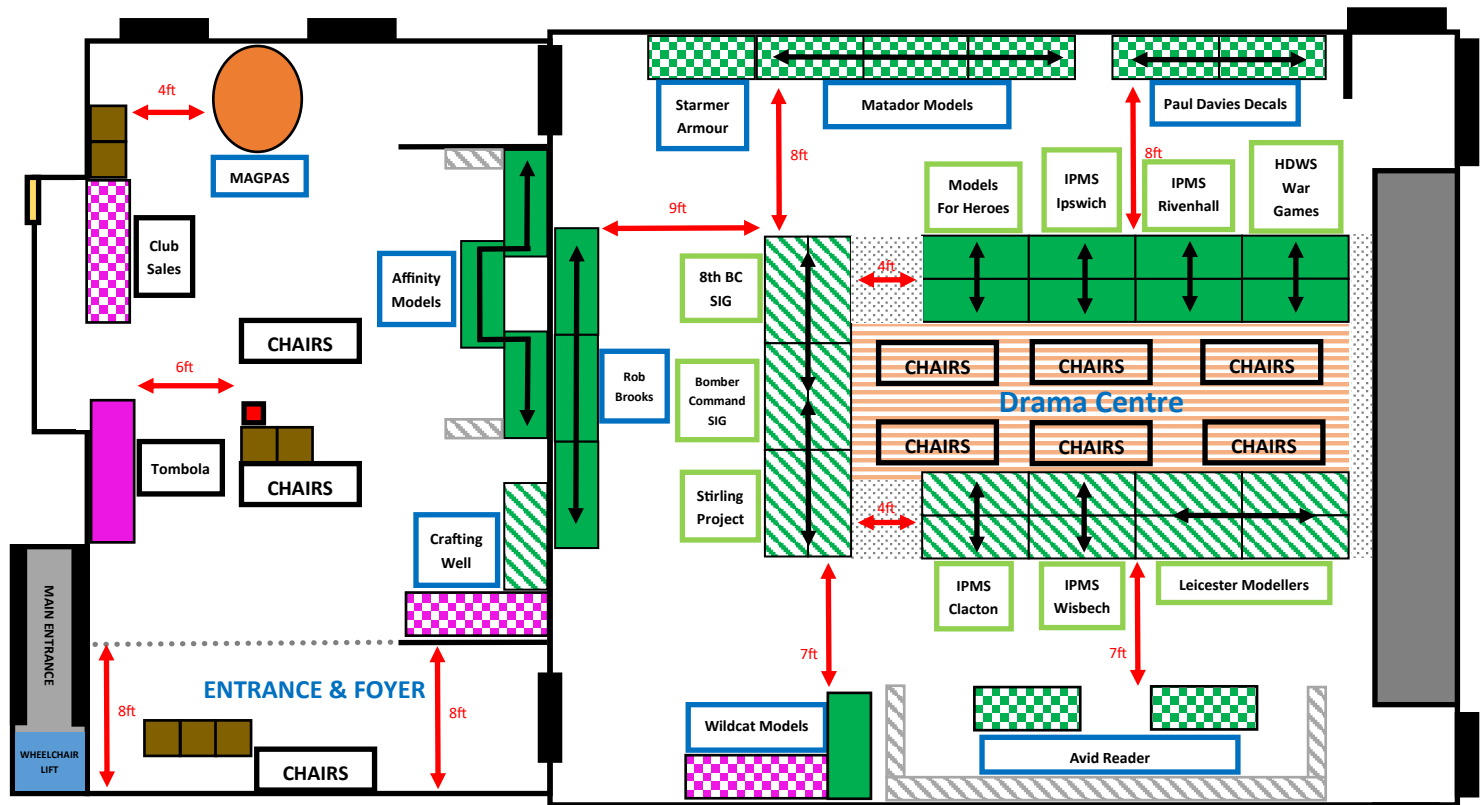 4ft
MAGPAS
Club
Sales
Affinity
Models
CHAIRS
6ft
Tombola
CHAIRS
Crafting
Well
MAIN ENTRANCE
WHEELCHAIR
LIFT
ENTRANCE & FOYER
8ft
8ft
CHAIRS
Starmer
Armour
Matador Models
Paul Davies Decals
8ft
8ft
9ft
Models
For Heroes
IPMS
Ipswich
IPMS
Rivenhall
HDWS
War
Games
8th BC
SIG
4ft
Rob
Brooks
Bomber
Command
SIG
CHAIRS
CHAIRS
CHAIRS
Drama Centre
CHAIRS
CHAIRS
CHAIRS
Stirling
Project
4ft
IPMS
Clacton
IPMS
Wisbech
Leicester Modellers
7ft
7ft
Wildcat Models
Avid Reader